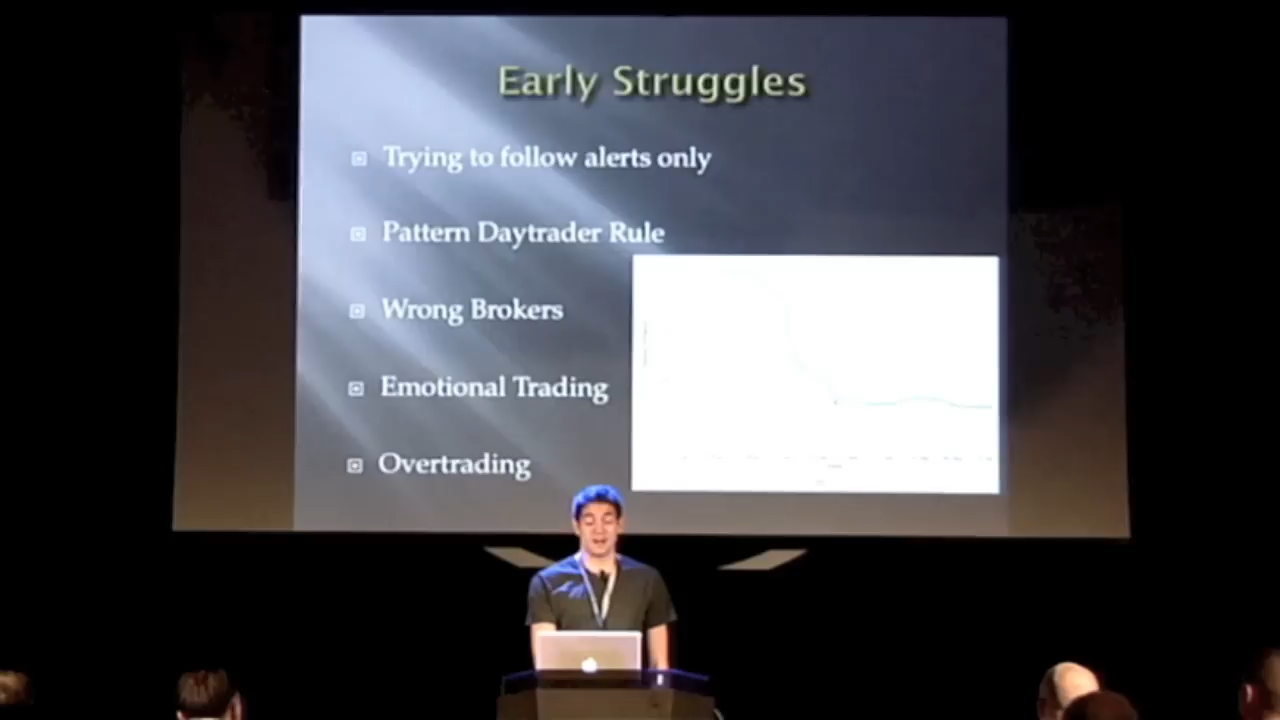 Early Struggles
Trying to follow alerts only
Pattern Daytrader Rule
Wrong Brokers
Emotional Trading
Overtrading